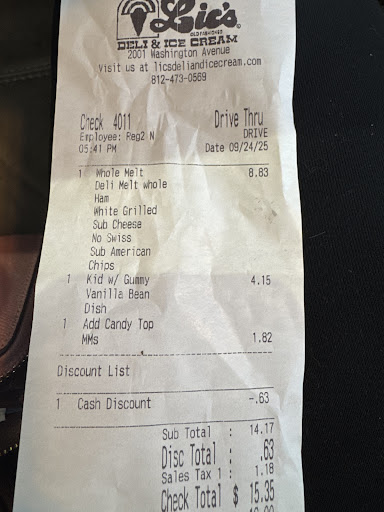 Lic's
OLD FASHIONED
DELI & ICE CREAM
2001 Washington Avenue
Visit us at licsdeliandicecream.com
812-473-0569
Check 4011 Drive Thru
Employee: Reg2 N DRIVE
05:41 PM Date 09/24/25
1 Whole Melt 8.83
Deli Melt whole
Ham
White Grilled
Sub Cheese
No Swiss
Sub American
Chips
1 Kid w/ Gummy 4.15
Vanilla Bean
Dish
1 Add Candy Top
MMs 1.82
Discount List
1 Cash Discount -.63
Sub Total : 14.17
Disc Total : .63
Sales Tax 1 : 1.18
Check Total $ 15.35